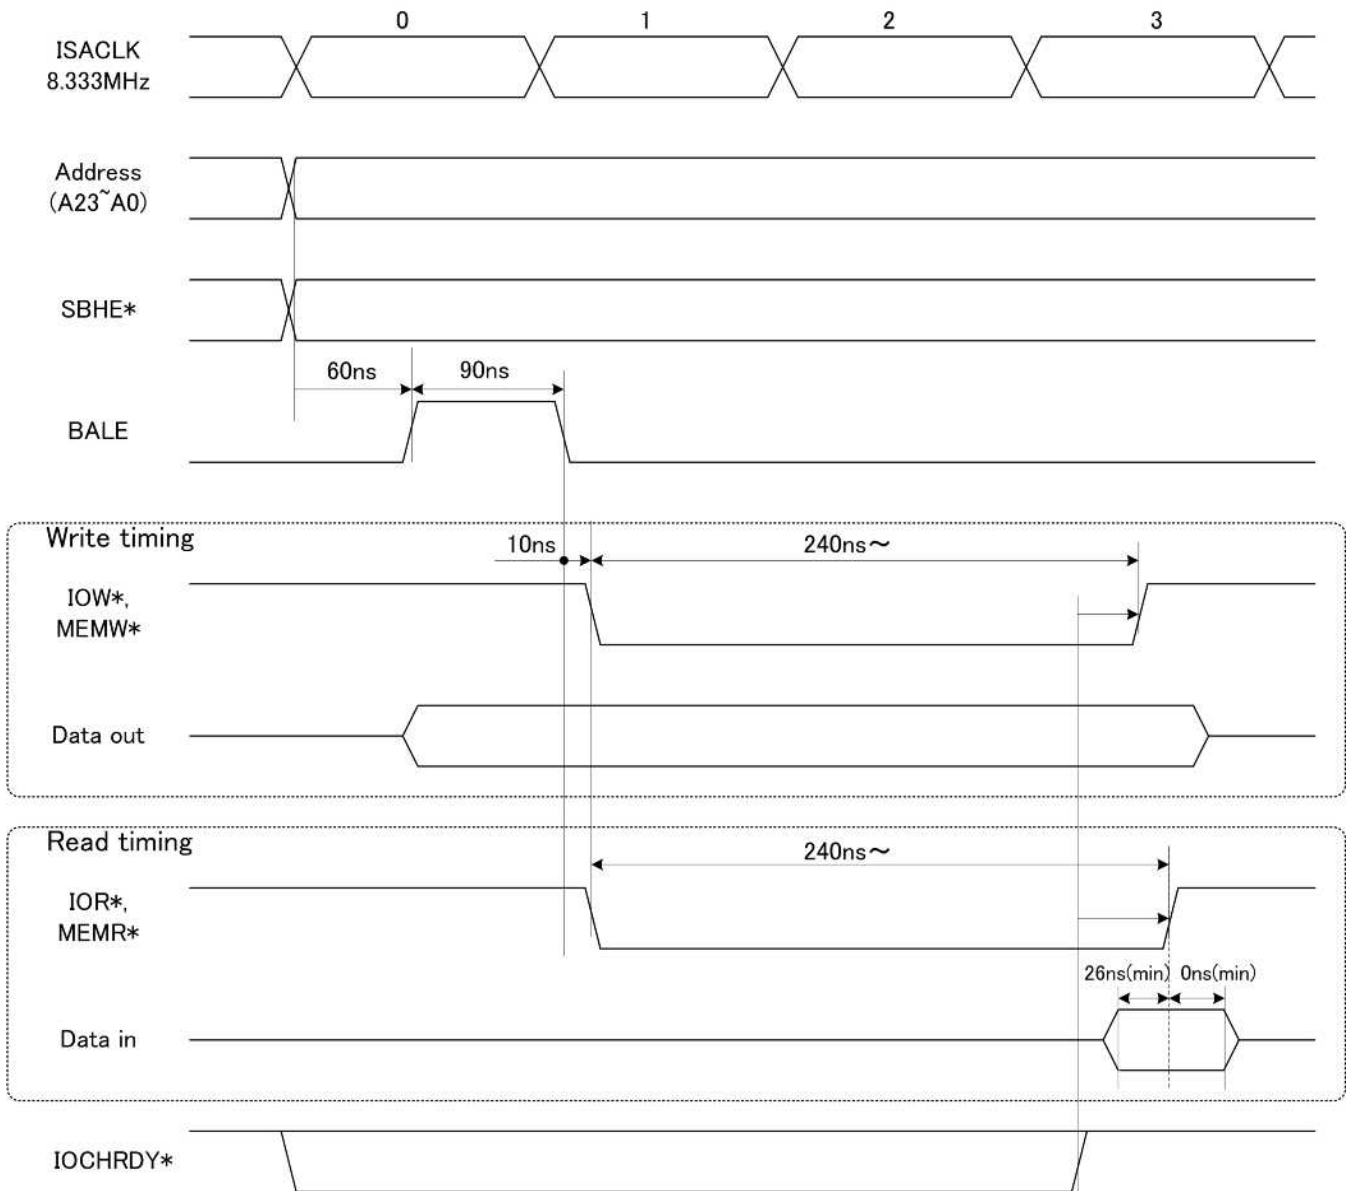 0 1 2 3
ISACLK
8.333MHz
Address
(A23~A0)
SBHE*
60ns 90ns
BALE
Write timing
10ns 240ns～
IOW*,
MEMW*
Data out
Read timing
240ns～
IOR*,
MEMR*
26ns(min) 0ns(min)
Data in
IOCHRDY*